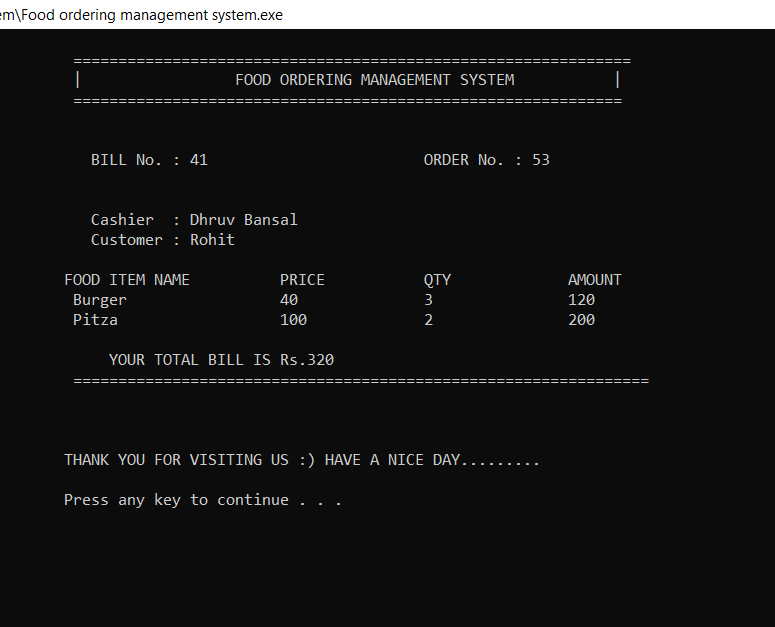 em\Food ordering management system.exe
==============================================================
| FOOD ORDERING MANAGEMENT SYSTEM |
=============================================================
BILL No. : 41 ORDER No. : 53
Cashier : Dhruv Bansal
Customer : Rohit
FOOD ITEM NAME PRICE QTY AMOUNT
Burger 40 3 120
Pitza 100 2 200
YOUR TOTAL BILL IS Rs.320
================================================================
THANK YOU FOR VISITING US :) HAVE A NICE DAY.........
Press any key to continue . . .